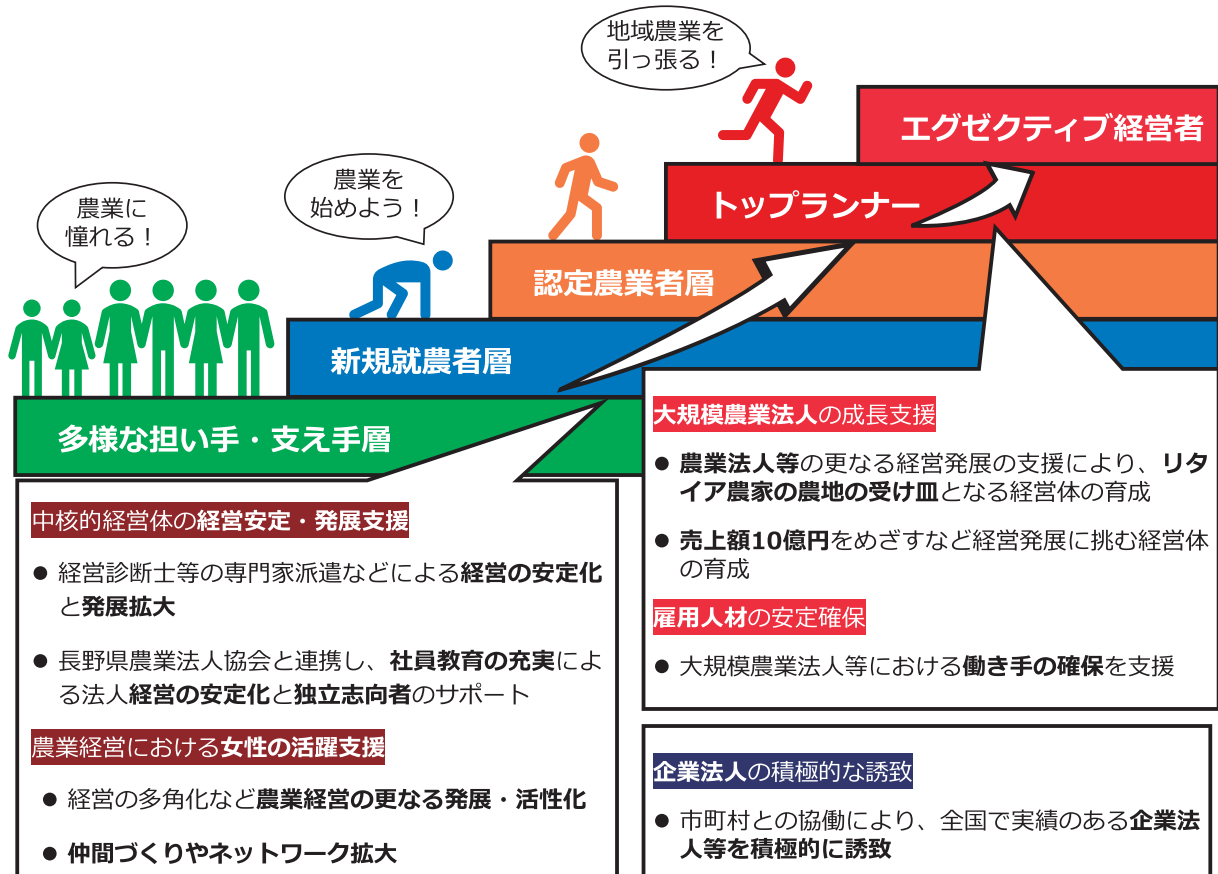 地域農業を
引っ張る！
エグゼクティブ経営者
農業を
始めよう！
トップランナー
農業に
憧れる！
認定農業者層
新規就農者層
多様な担い手・支え手層
中核的経営体の経営安定・発展支援
● 経営診断士等の専門家派遣などによる経営の安定化
と発展拡大
● 長野県農業法人協会と連携し、社員教育の充実によ
る法人経営の安定化と独立志向者のサポート
農業経営における女性の活躍支援
● 経営の多角化など農業経営の更なる発展・活性化
● 仲間づくりやネットワーク拡大
大規模農業法人の成長支援
● 農業法人等の更なる経営発展の支援により、リタ
イア農家の農地の受け皿となる経営体の育成
● 売上額10億円をめざすなど経営発展に挑む経営体
の育成
雇用人材の安定確保
● 大規模農業法人等における働き手の確保を支援
企業法人の積極的な誘致
● 市町村との協働により、全国で実績のある企業法
人等を積極的に誘致